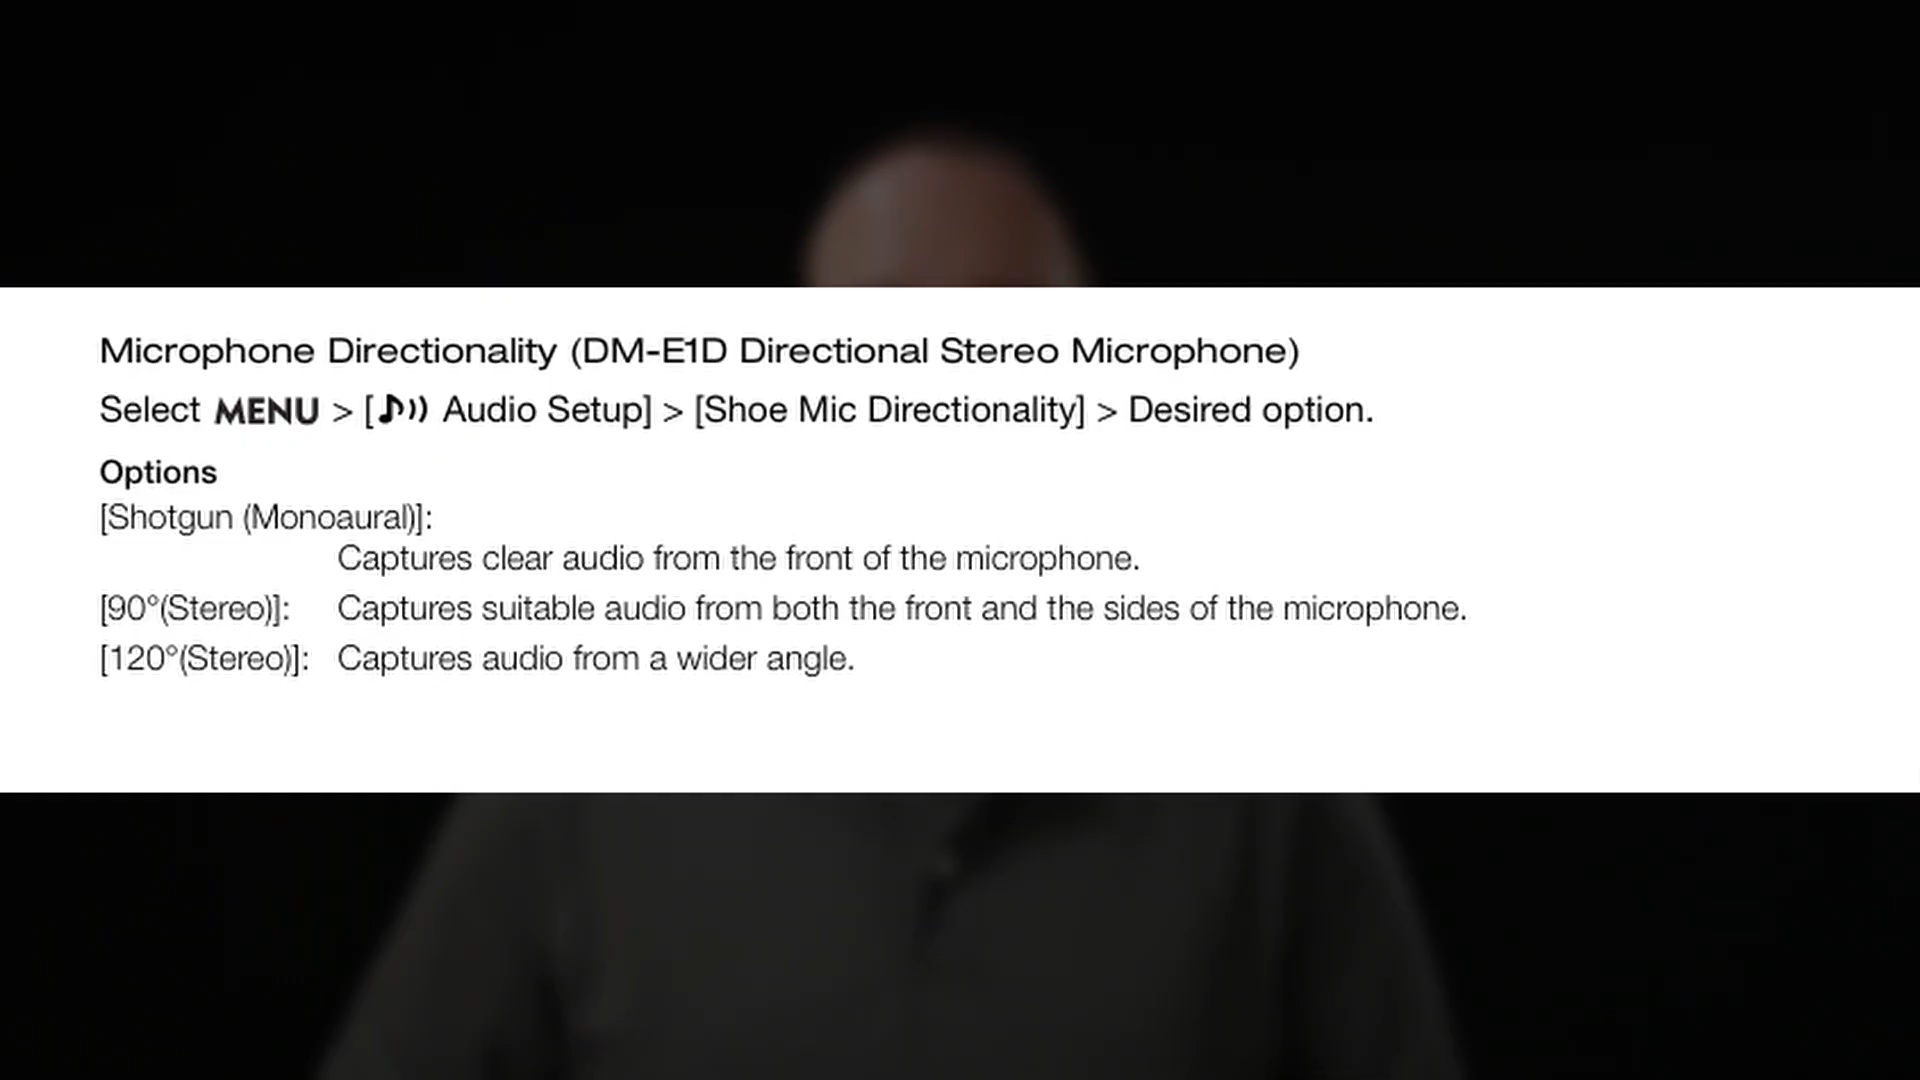 Microphone Directionality (DM-E1D Directional Stereo Microphone)
Select MENU > [♪)) Audio Setup] > [Shoe Mic Directionality] > Desired option.
Options
[Shotgun (Monoaural)]:
Captures clear audio from the front of the microphone.
[90°(Stereo)]: Captures suitable audio from both the front and the sides of the microphone.
[120°(Stereo)]: Captures audio from a wider angle.